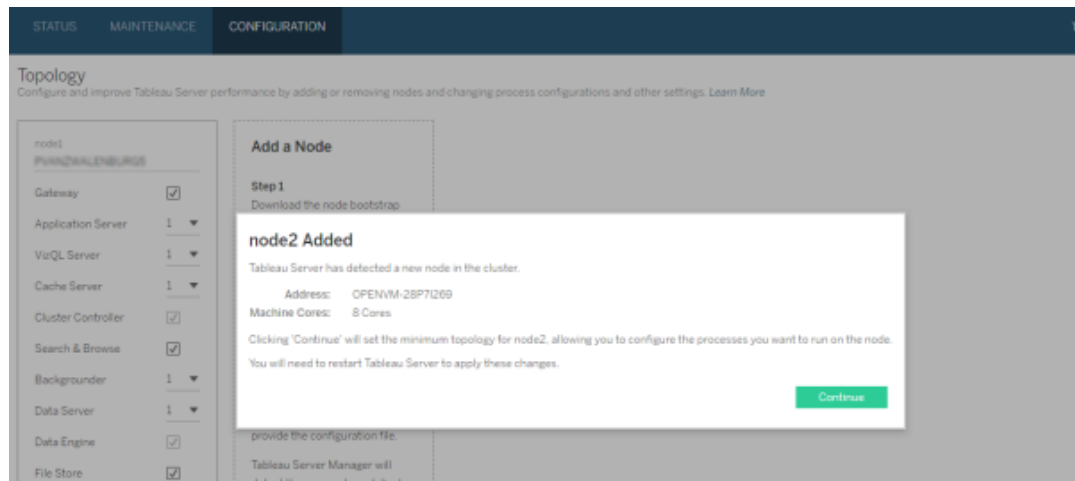 STATUS MAINTENANCE CONFIGURATION
Topology
Configure and improve Tableau Server performance by adding or removing nodes and changing process configurations and other settings. Learn More
node1
Gateway
Application Server 1
VizQL Server 1
Cache Server 1
Cluster Controller
Search & Browse
Backgrounder 1
Data Server 1
Data Engine
File Store
Add a Node
Step 1
Download the node bootstrap
node2 Added
Tableau Server has detected a new node in the cluster.
Address: OPENVM-28P7I269
Machine Cores: 8 Cores
Clicking 'Continue' will set the minimum topology for node2, allowing you to configure the processes you want to run on the node.
You will need to restart Tableau Server to apply these changes.
Continue
provide the configuration file.
Tableau Server Manager will